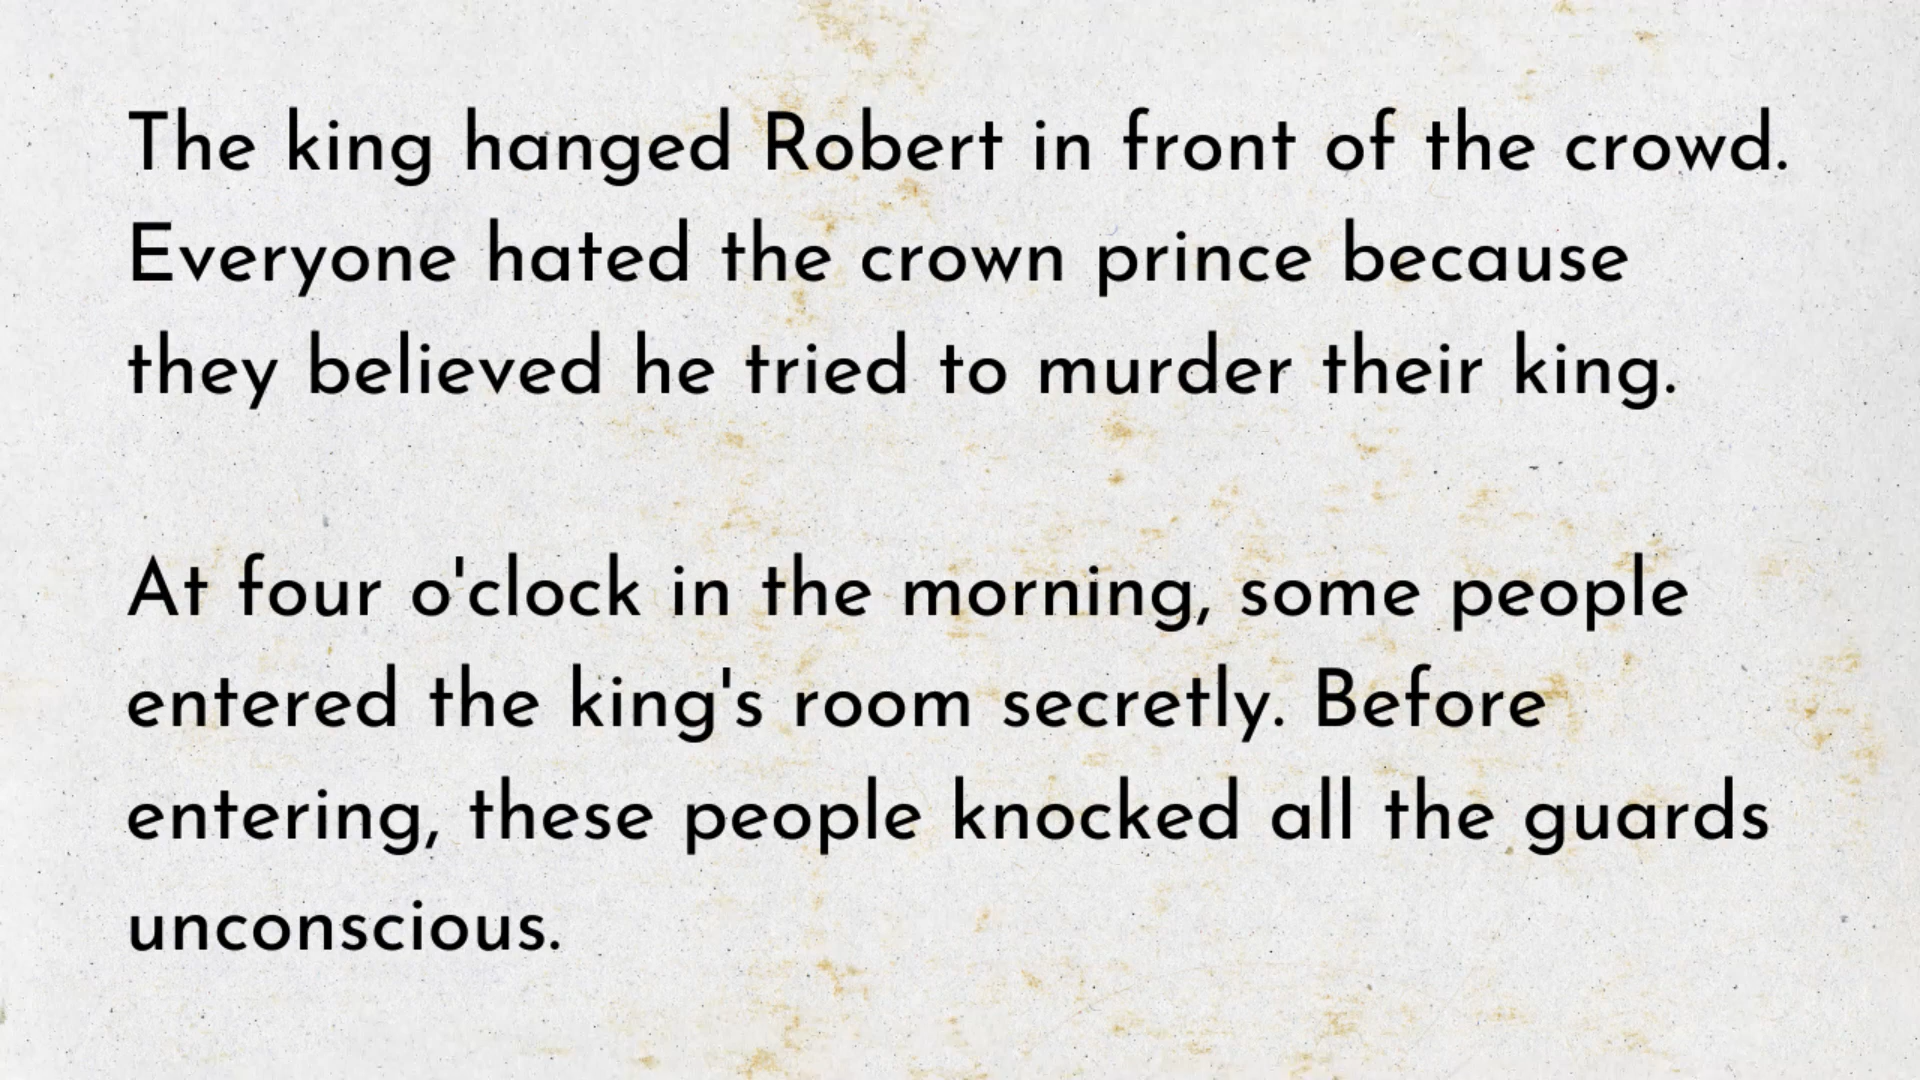 The king hanged Robert in front of the crowd.
Everyone hated the crown prince because
they believed he tried to murder their king.
At four o'clock in the morning, some people
entered the king's room secretly. Before
entering, these people knocked all the guards
unconscious.